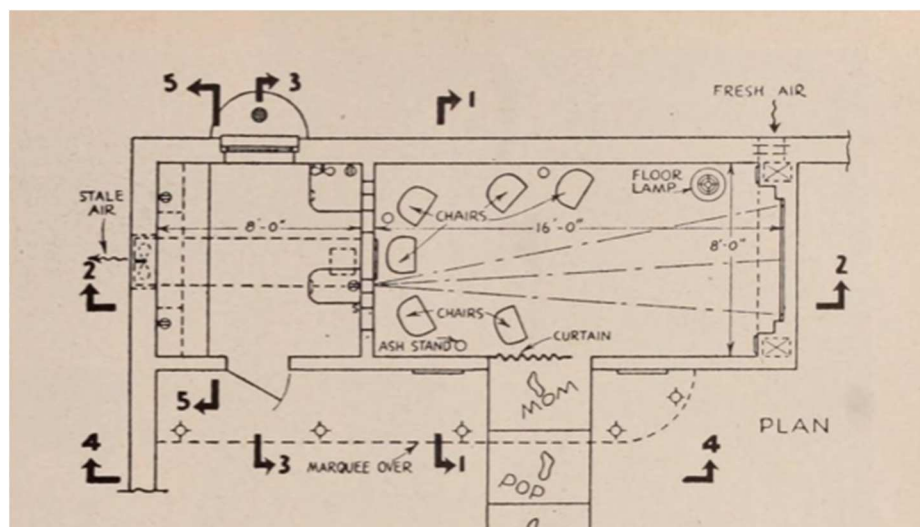 5
3
1
FRESH AIR
STALE
AIR
FLOOR
LAMP
CHAIRS
8'-0"
16'-0"
8'-0"
2
2
CHAIRS
S
ASH STAND
CURTAIN
MOM
5
PLAN
4
3
MARQUEE OVER
1
4
POP